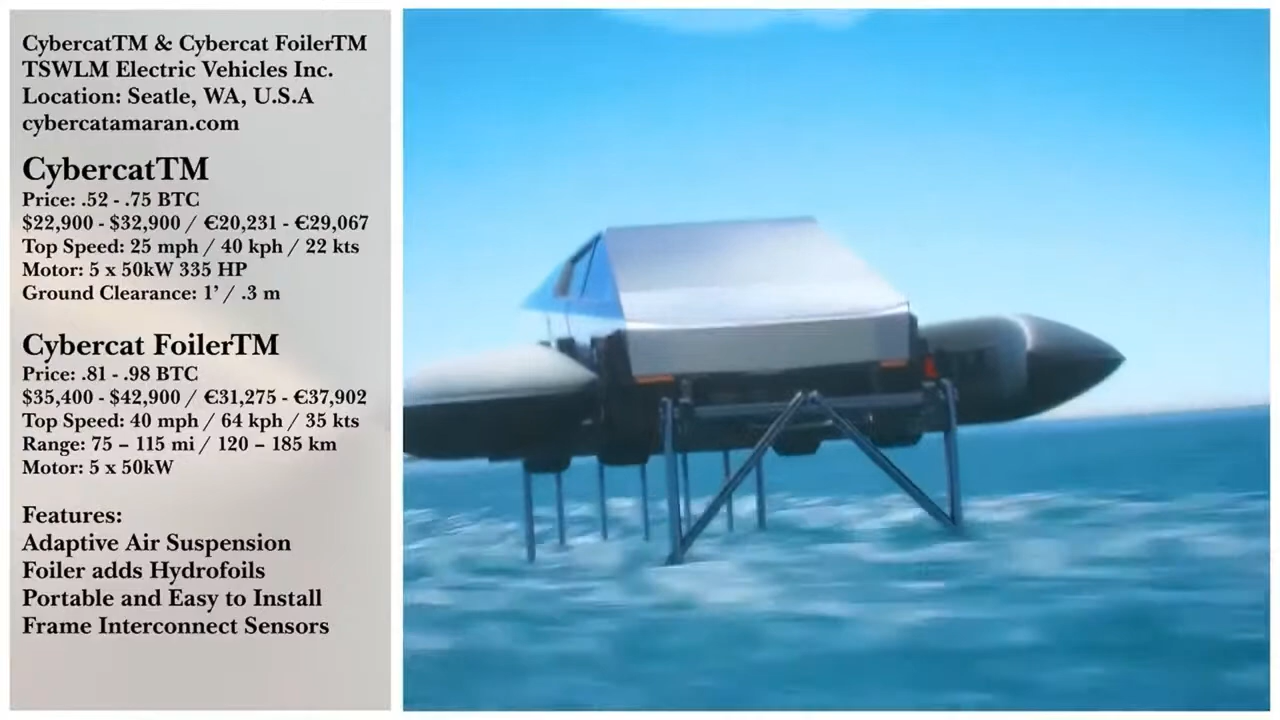 CybercatTM & Cybercat FoilerTM
TSWLM Electric Vehicles Inc.
Location: Seatle, WA, U.S.A
cybercatamaran.com
CybercatTM
Price: .52 - .75 BTC
$22,900 - $32,900 / €20,231 - €29,067
Top Speed: 25 mph / 40 kph / 22 kts
Motor: 5 x 50kW 335 HP
Ground Clearance: 1' / .3 m
Cybercat FoilerTM
Price: .81 - .98 BTC
$35,400 - $42,900 / €31,275 - €37,902
Top Speed: 40 mph / 64 kph / 35 kts
Range: 75 – 115 mi / 120 – 185 km
Motor: 5 x 50kW
Features:
Adaptive Air Suspension
Foiler adds Hydrofoils
Portable and Easy to Install
Frame Interconnect Sensors